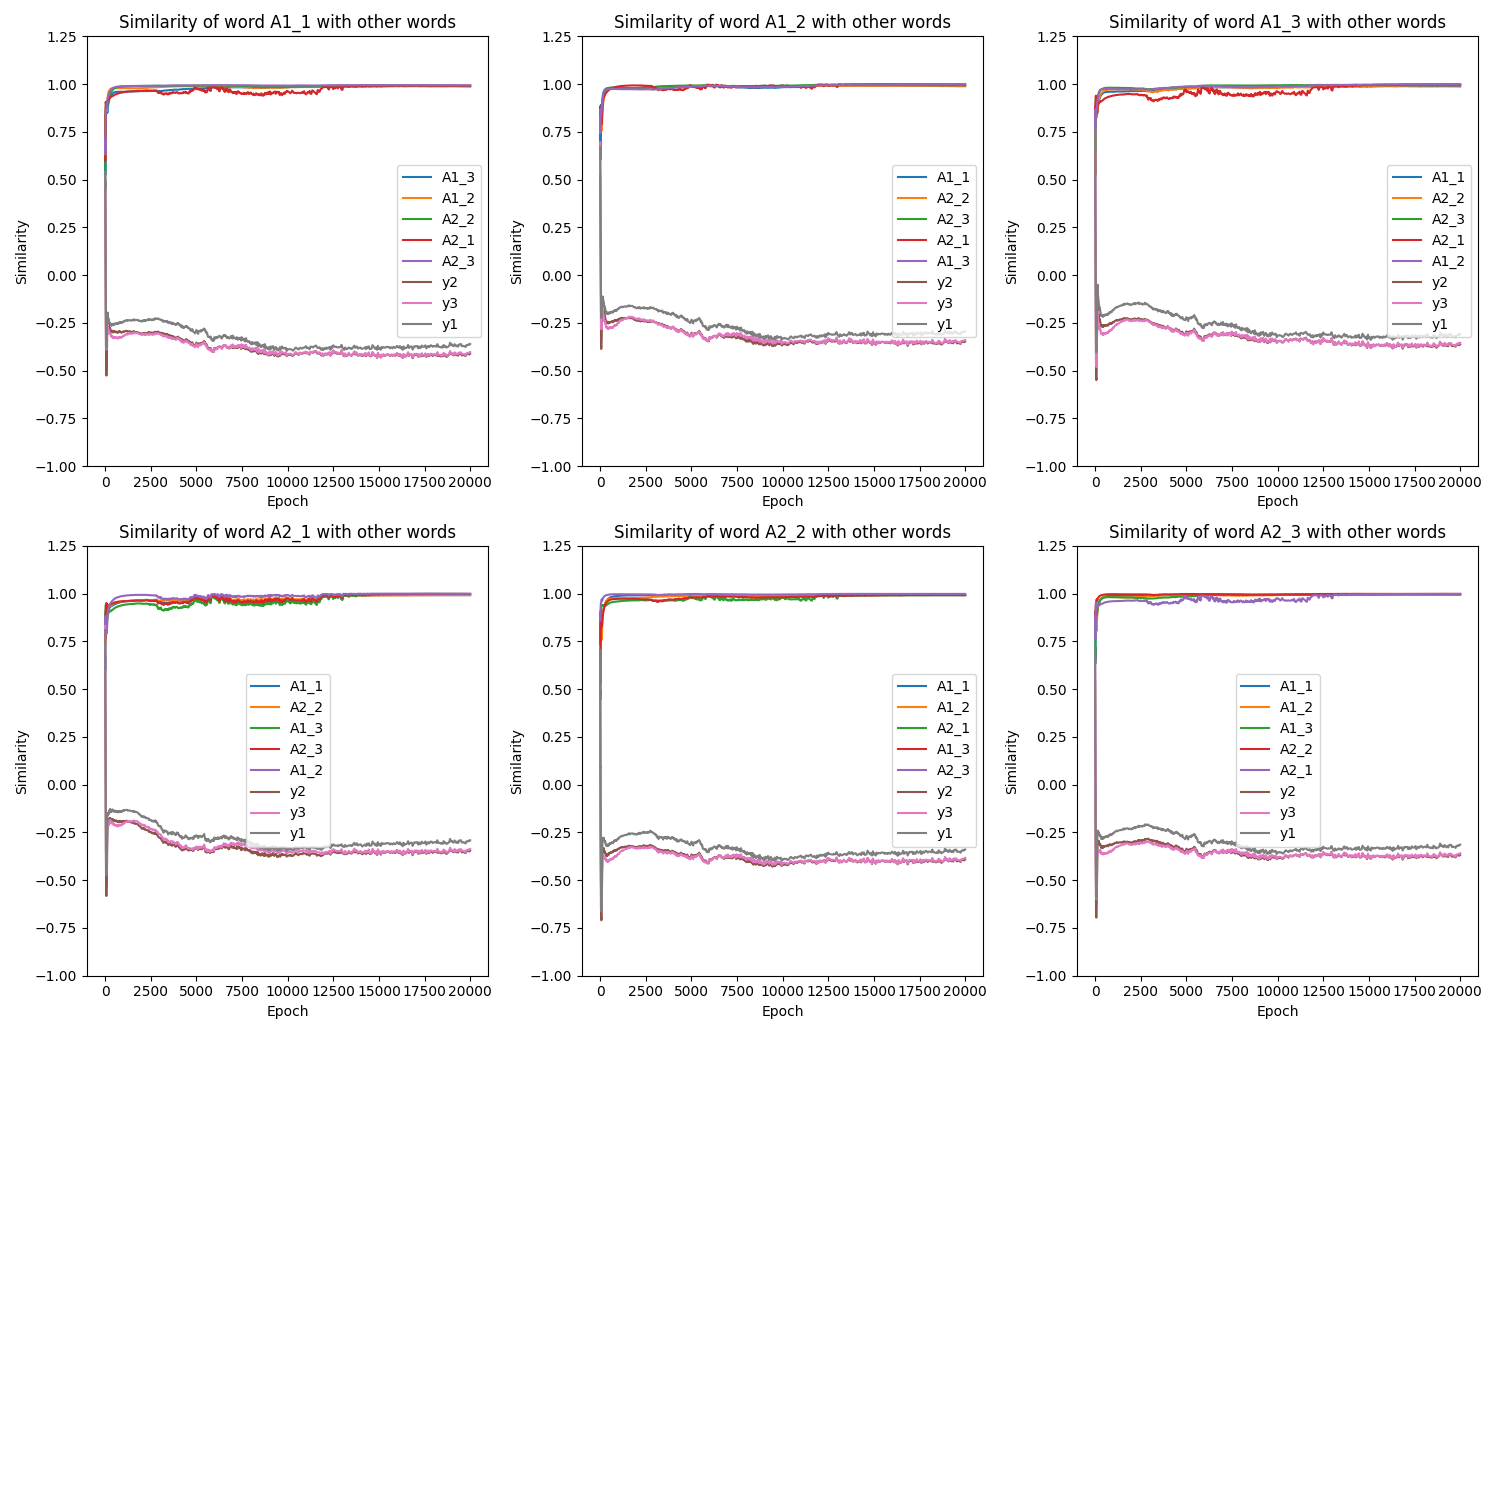 Similarity of word A1_1 with other words
Similarity
1.25
1.00
0.75
0.50
0.25
0.00
−0.25
−0.50
−0.75
−1.00
A1_3
A1_2
A2_2
A2_1
A2_3
y2
y3
y1
0 2500 5000 7500 10000 12500 15000 17500 20000
Epoch
Similarity of word A1_2 with other words
Similarity
1.25
1.00
0.75
0.50
0.25
0.00
−0.25
−0.50
−0.75
−1.00
A1_1
A2_2
A2_3
A2_1
A1_3
y2
y3
y1
0 2500 5000 7500 10000 12500 15000 17500 20000
Epoch
Similarity of word A1_3 with other words
Similarity
1.25
1.00
0.75
0.50
0.25
0.00
−0.25
−0.50
−0.75
−1.00
A1_1
A2_2
A2_3
A2_1
A1_2
y2
y3
y1
0 2500 5000 7500 10000 12500 15000 17500 20000
Epoch
Similarity of word A2_1 with other words
Similarity
1.25
1.00
0.75
0.50
0.25
0.00
−0.25
−0.50
−0.75
−1.00
A1_1
A2_2
A1_3
A2_3
A1_2
y2
y3
y1
0 2500 5000 7500 10000 12500 15000 17500 20000
Epoch
Similarity of word A2_2 with other words
Similarity
1.25
1.00
0.75
0.50
0.25
0.00
−0.25
−0.50
−0.75
−1.00
A1_1
A1_2
A2_1
A1_3
A2_3
y2
y3
y1
0 2500 5000 7500 10000 12500 15000 17500 20000
Epoch
Similarity of word A2_3 with other words
Similarity
1.25
1.00
0.75
0.50
0.25
0.00
−0.25
−0.50
−0.75
−1.00
A1_1
A1_2
A1_3
A2_2
A2_1
y2
y3
y1
0 2500 5000 7500 10000 12500 15000 17500 20000
Epoch